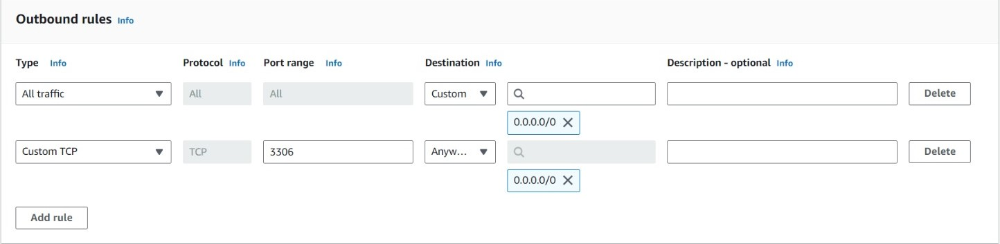 Outbound rules Info
Type Info Protocol Info Port range Info Destination Info Description - optional Info
All traffic All All Custom Delete
0.0.0.0/0
Custom TCP TCP 3306 Anyw... Delete
0.0.0.0/0
Add rule